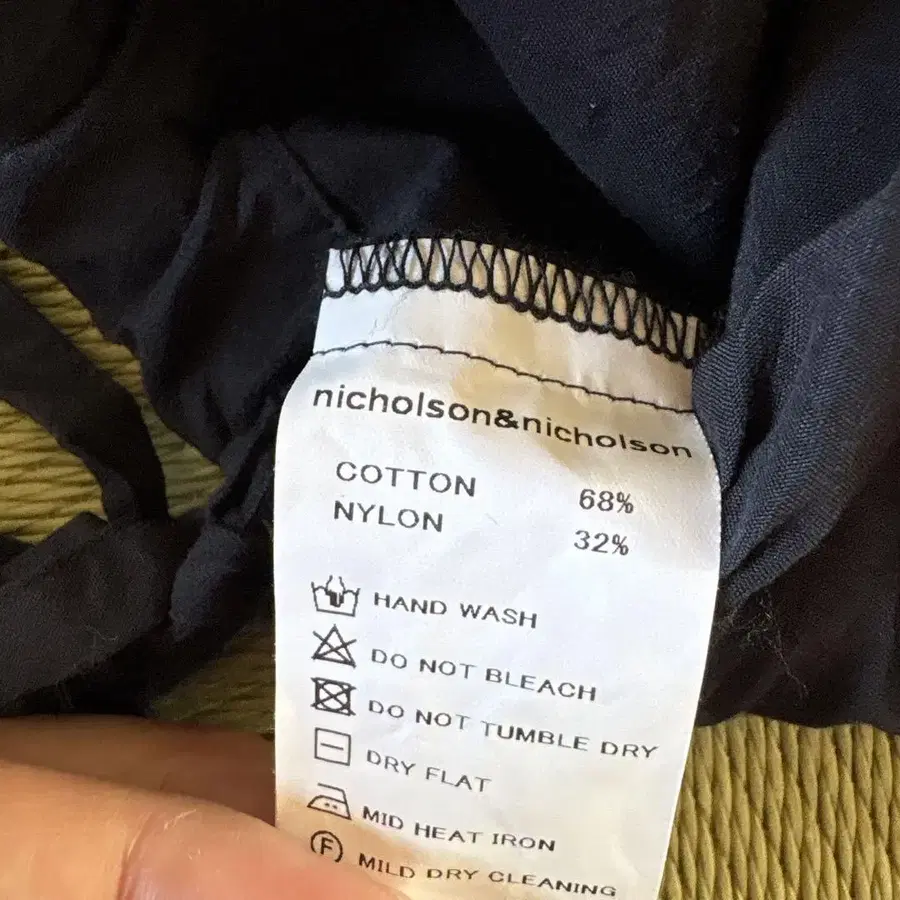 nicholson&nicholson
COTTON 68%
NYLON 32%
HAND WASH
DO NOT BLEACH
DO NOT TUMBLE DRY
DRY FLAT
MID HEAT IRON
F MILD DRY CLEANING